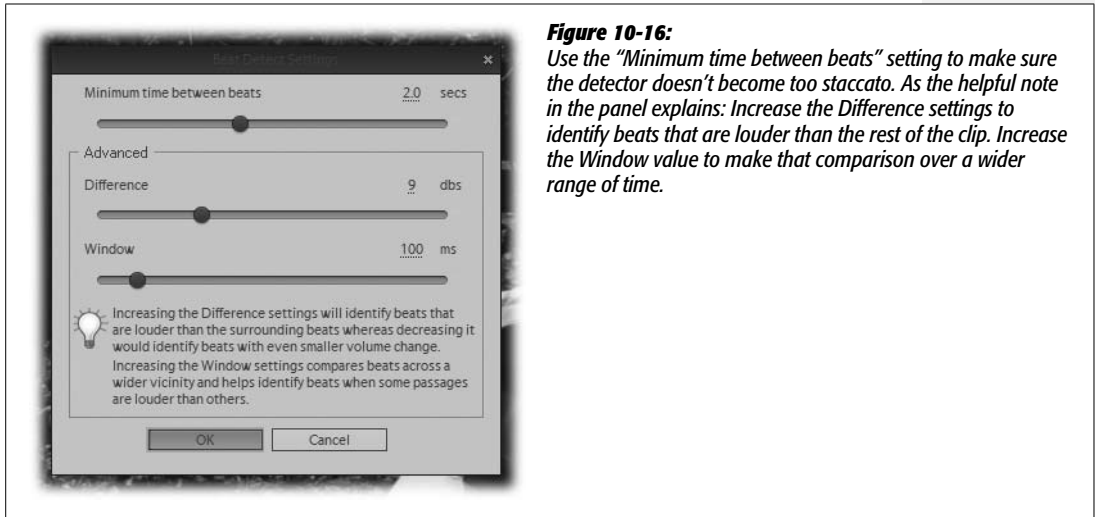 Beat Detect Settings
Minimum time between beats 2.0 secs
Advanced
Difference 9 dbs
Window 100 ms
Increasing the Difference settings will identify beats that
are louder than the surrounding beats whereas decreasing it
would identify beats with even smaller volume change.
Increasing the Window settings compares beats across a
wider vicinity and helps identify beats when some passages
are louder than others.
OK Cancel
Figure 10-16:
Use the “Minimum time between beats” setting to make sure
the detector doesn’t become too staccato. As the helpful note
in the panel explains: Increase the Difference settings to
identify beats that are louder than the rest of the clip. Increase
the Window value to make that comparison over a wider
range of time.